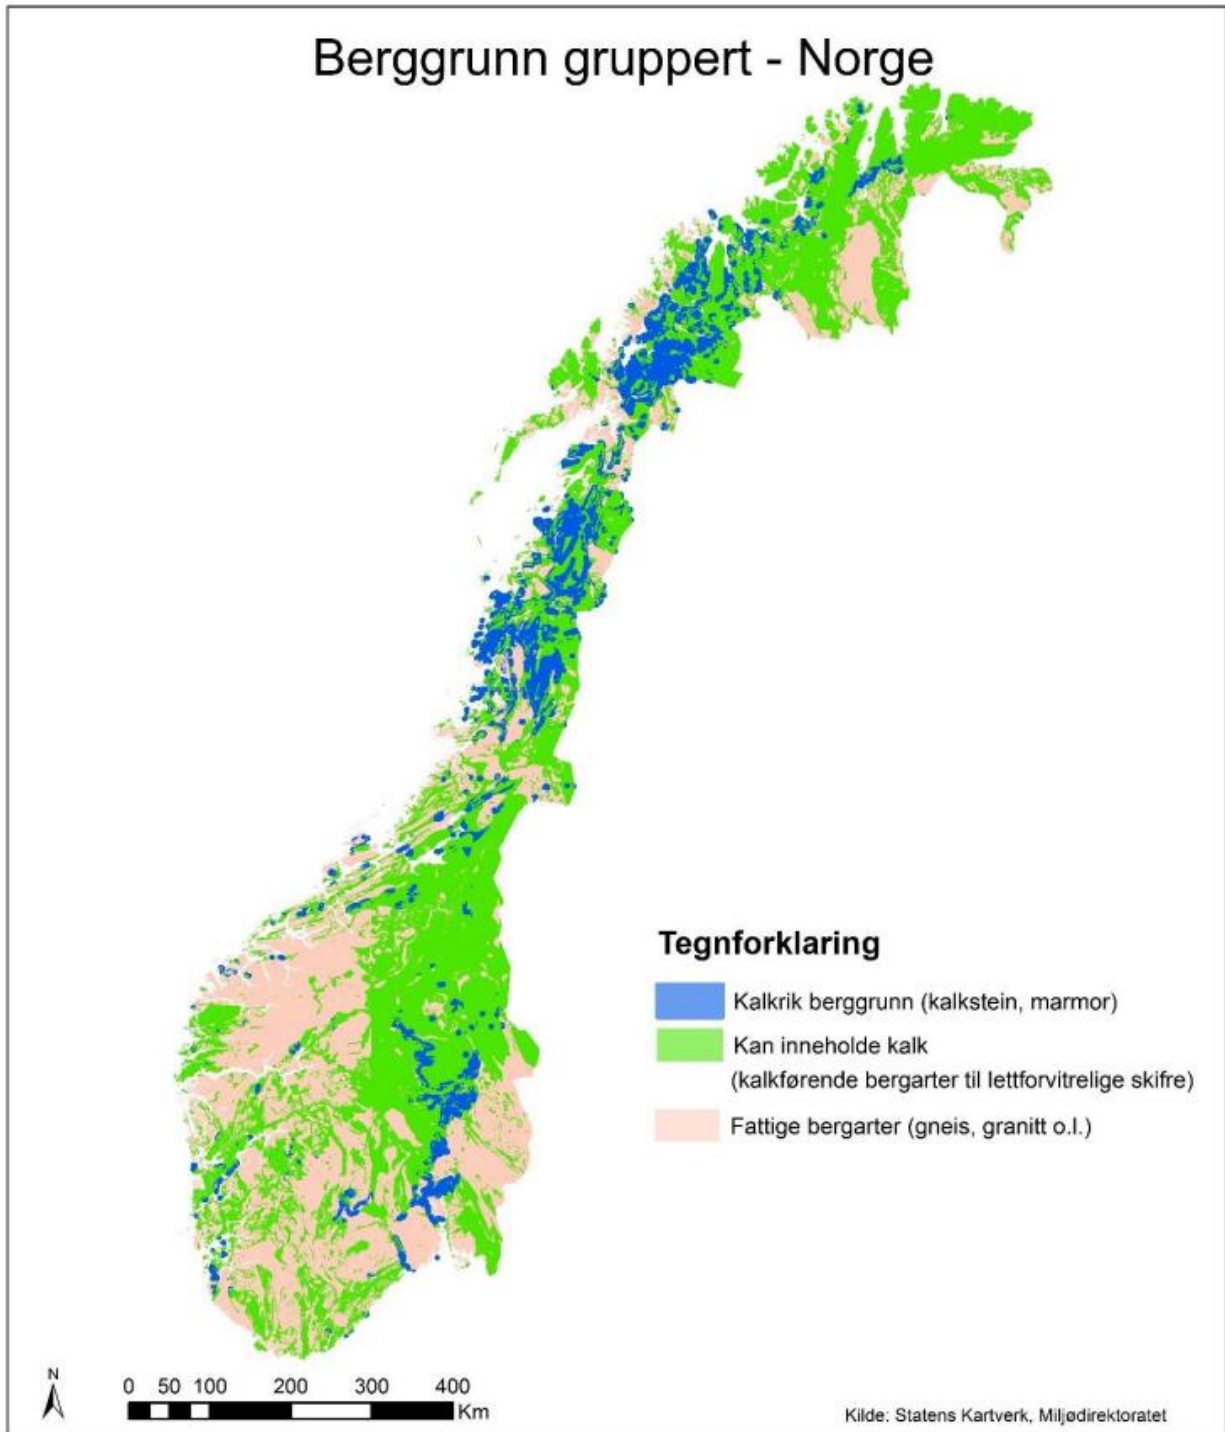 Berggrunn gruppert - Norge
Tegnforklaring
Kalkrik berggrunn (kalkstein, marmor)
Kan inneholde kalk
(kalkførende bergarter til lettforvitrelige skifre)
Fattige bergarter (gneis, granitt o.l.)
N
0 50 100 200 300 400
Km
Kilde: Statens Kartverk, Miljødirektoratet